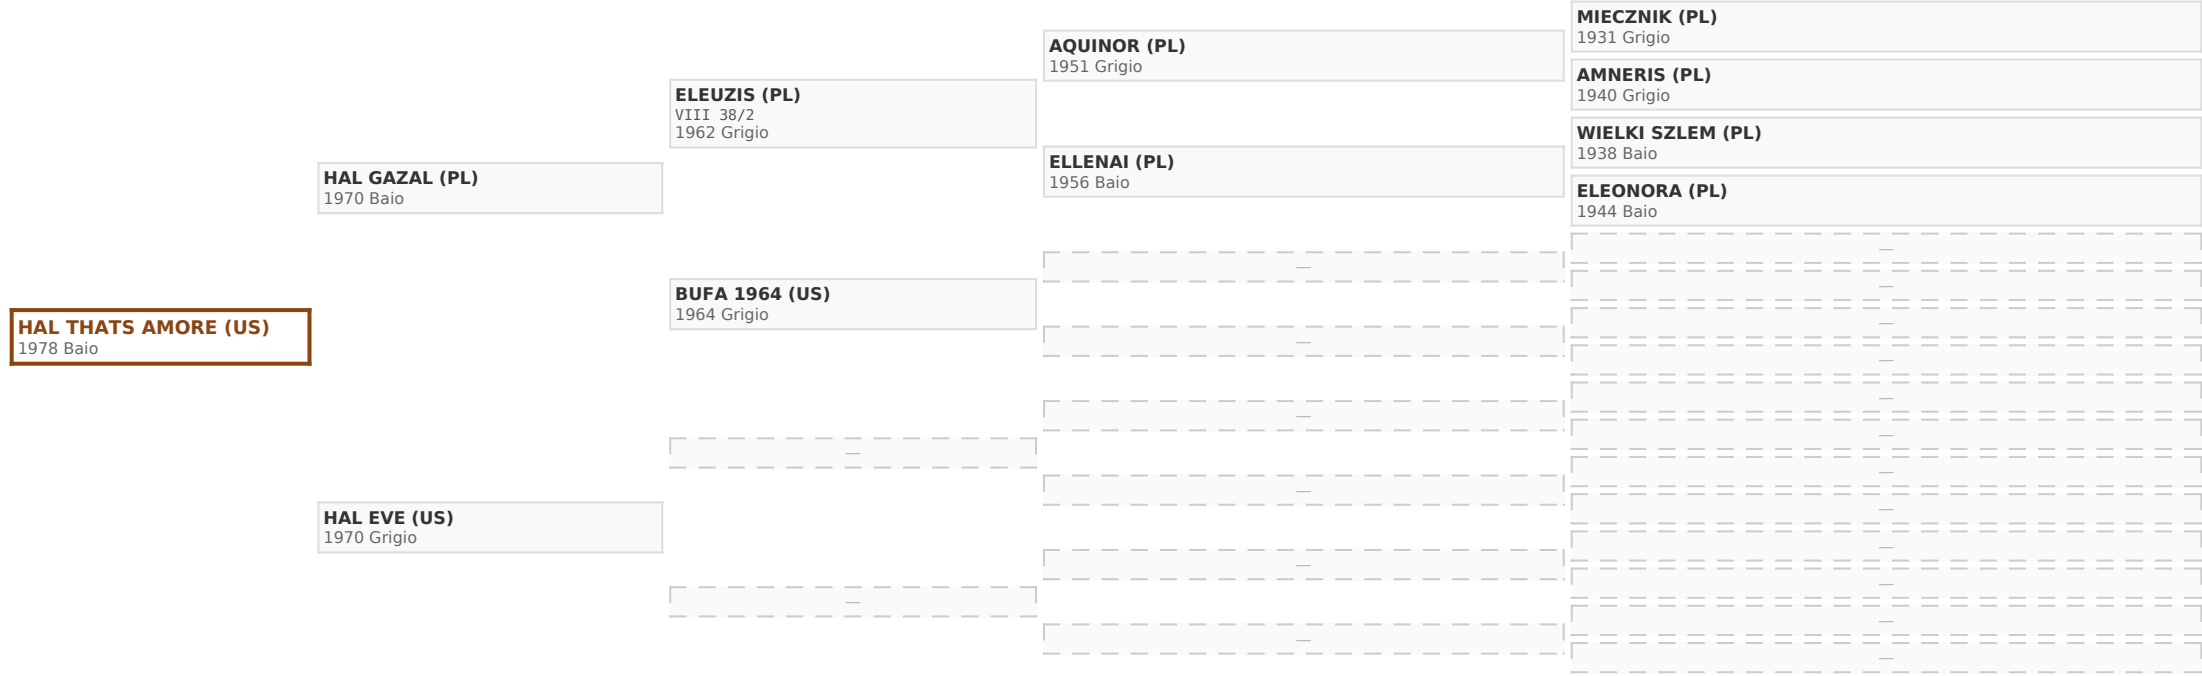 HAL THATS AMORE (US)
1978 Baio
HAL GAZAL (PL)
1970 Baio
HAL EVE (US)
1970 Grigio
ELEUZIS (PL)
VIII 38/2
1962 Grigio
BUFA 1964 (US)
1964 Grigio
—
—
AQUINOR (PL)
1951 Grigio
ELLENAI (PL)
1956 Baio
—
—
—
—
—
—
MIECZNIK (PL)
1931 Grigio
AMNERIS (PL)
1940 Grigio
WIELKI SZLEM (PL)
1938 Baio
ELEONORA (PL)
1944 Baio
—
—
—
—
—
—
—
—
—
—
—
—